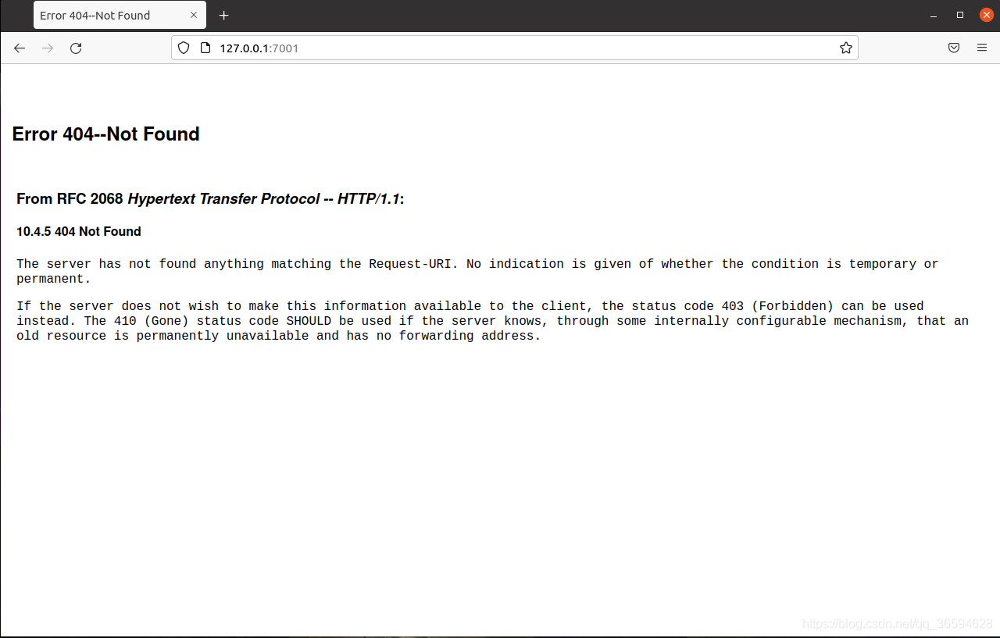 Error 404--Not Found
127.0.0.1:7001
Error 404--Not Found
From RFC 2068 Hypertext Transfer Protocol -- HTTP/1.1:
10.4.5 404 Not Found
The server has not found anything matching the Request-URI. No indication is given of whether the condition is temporary or
permanent.
If the server does not wish to make this information available to the client, the status code 403 (Forbidden) can be used
instead. The 410 (Gone) status code SHOULD be used if the server knows, through some internally configurable mechanism, that an
old resource is permanently unavailable and has no forwarding address.
https://blog.csdn.net/qq_36594628